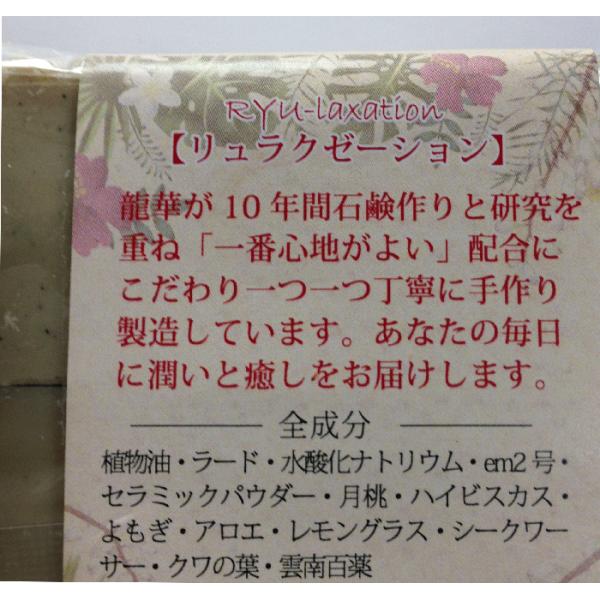 RYU-laxation
【リュラクゼーション】
龍華が10年間石鹸作りと研究を
重ね「一番心地がよい」配合に
こだわり一つ一つ丁寧に手作り
製造しています。あなたの毎日
に潤いと癒しをお届けします。
全成分
植物油・ラード・水酸化ナトリウム・em2号・
セラミックパウダー・月桃・ハイビスカス・
よもぎ・アロエ・レモングラス・シークワー
サー・クワの葉・雲南百薬